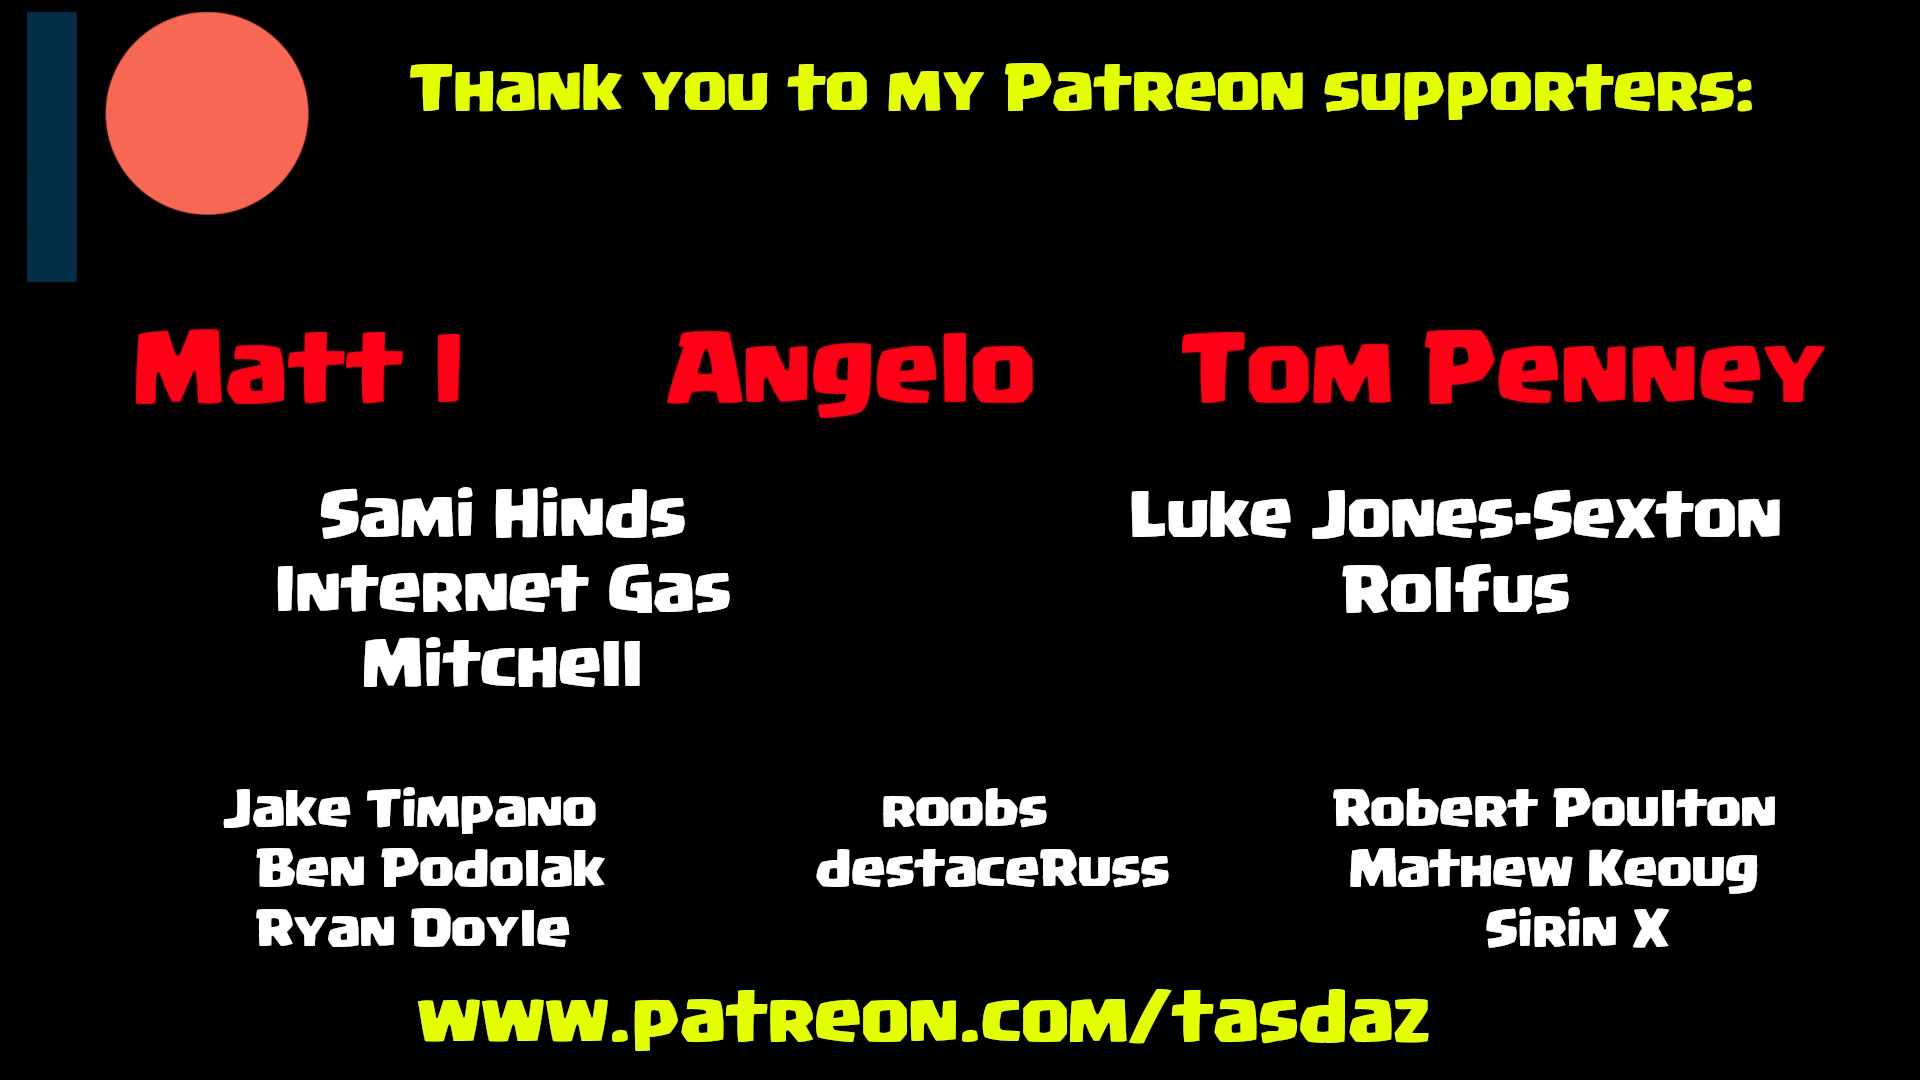 Thank you to my Patreon supporters:
Matt I Angelo Tom Penney
Sami Hinds Luke Jones-Sexton
Internet Gas Rolfus
Mitchell
Jake Timpano roobs Robert Poulton
Ben Podolak destaceRuss Mathew Keoug
Ryan Doyle Sirin X
www.patreon.com/tasdaz